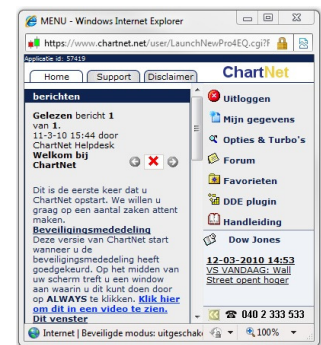 MENU - Windows Internet Explorer
https://www.chartnet.net/user/LaunchNewPro4EQ.cgi?F
Applicatie id: 57419
Home Support Disclaimer
ChartNet
berichten
Gelezen bericht 1
van 1.
11-3-10 15:44 door
ChartNet Helpdesk
Welkom bij
ChartNet
Dit is de eerste keer dat u
ChartNet opstart. We willen u
graag op een aantal zaken attent
maken.
Beveiligingsmededeling
Deze versie van ChartNet start
wanneer u de
beveiligingsmededeling heeft
goedgekeurd. Op het midden van
uw scherm treft u een window
aan waarin u dit kunt doen door
op ALWAYS te klikken. Klik hier
om dit in een video te zien.
Dit venster
Uitloggen
Mijn gegevens
Opties & Turbo's
Forum
Favorieten
DDE plugin
Handleiding
Dow Jones
12-03-2010 14:53
VS VANDAAG: Wall
Street opent hoger
040 2 333 533
Internet | Beveiligde modus: uitgeschak
100%